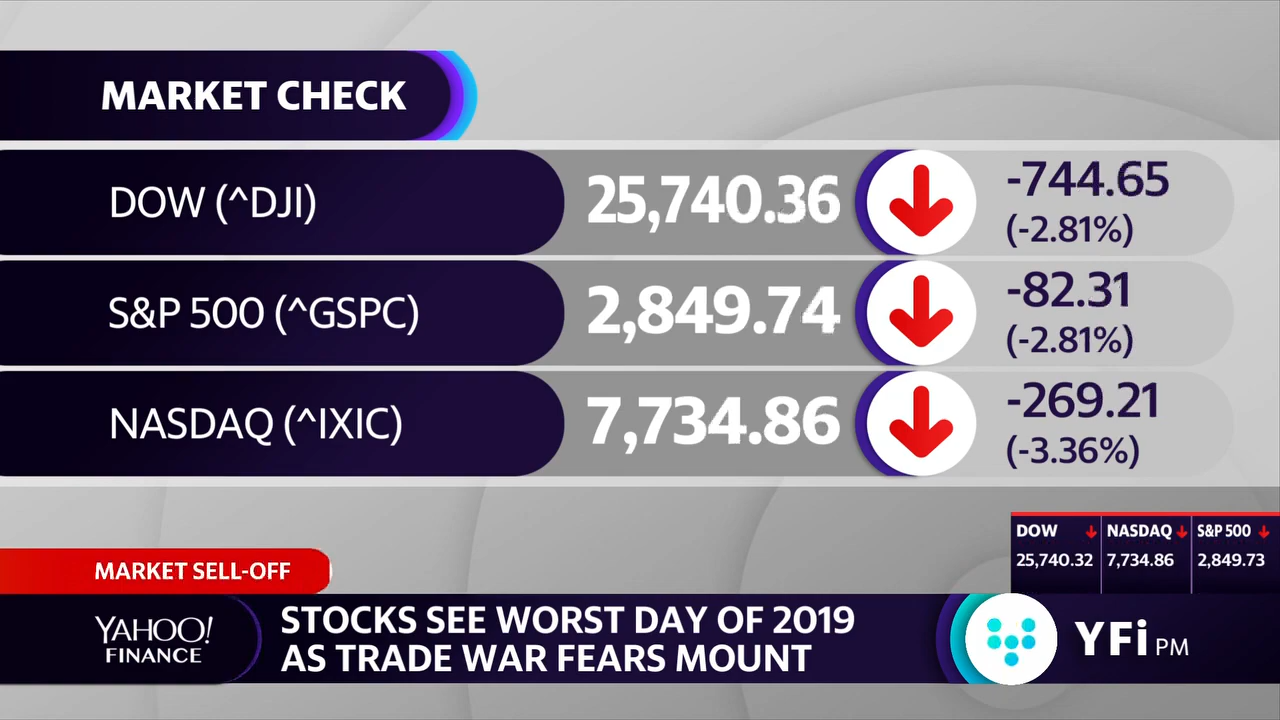 MARKET CHECK
DOW (^DJI) 25,740.36 -744.65
(-2.81%)
S&P 500 (^GSPC) 2,849.74 -82.31
(-2.81%)
NASDAQ (^IXIC) 7,734.86 -269.21
(-3.36%)
DOW NASDAQ S&P 500
25,740.32 7,734.86 2,849.73
MARKET SELL-OFF
YAHOO!
FINANCE
STOCKS SEE WORST DAY OF 2019
AS TRADE WAR FEARS MOUNT
YFi PM